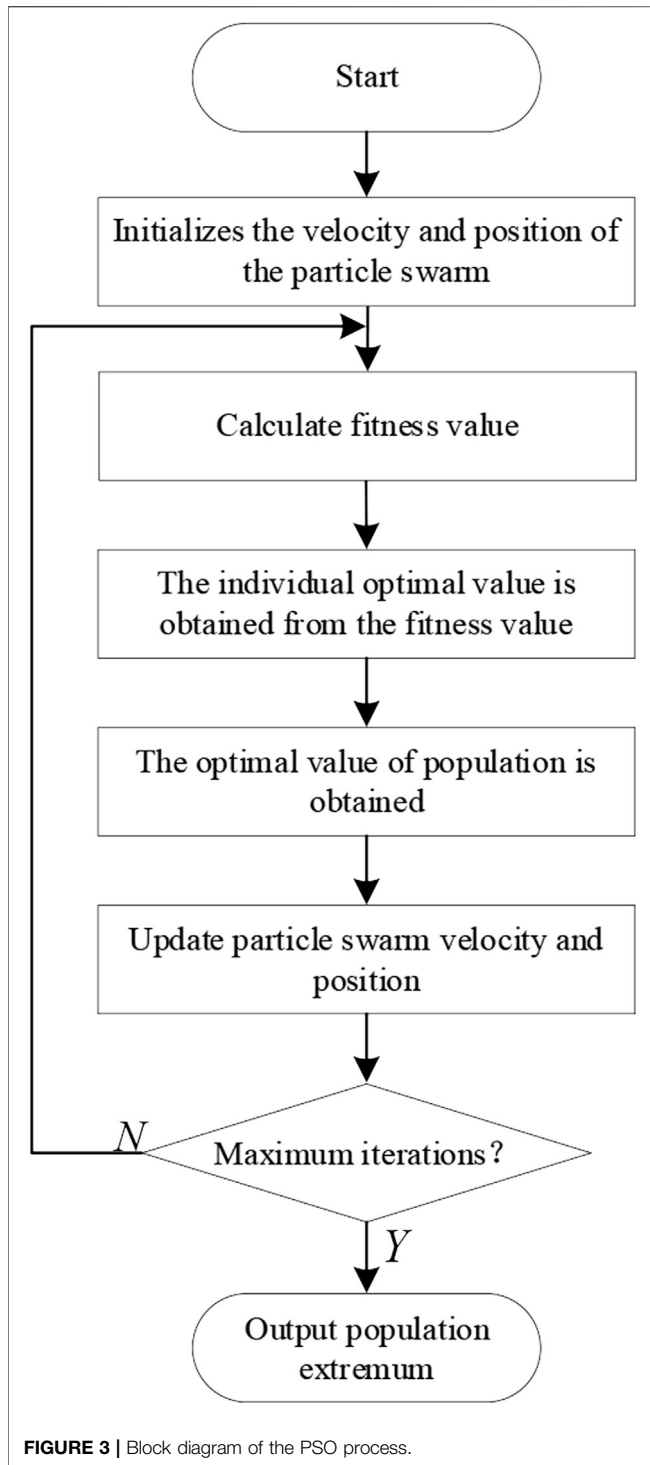 Start
Initializes the velocity and position of
the particle swarm
Calculate fitness value
The individual optimal value is
obtained from the fitness value
The optimal value of population is
obtained
Update particle swarm velocity and
position
N
Maximum iterations?
Y
Output population
extremum
FIGURE 3 | Block diagram of the PSO process.